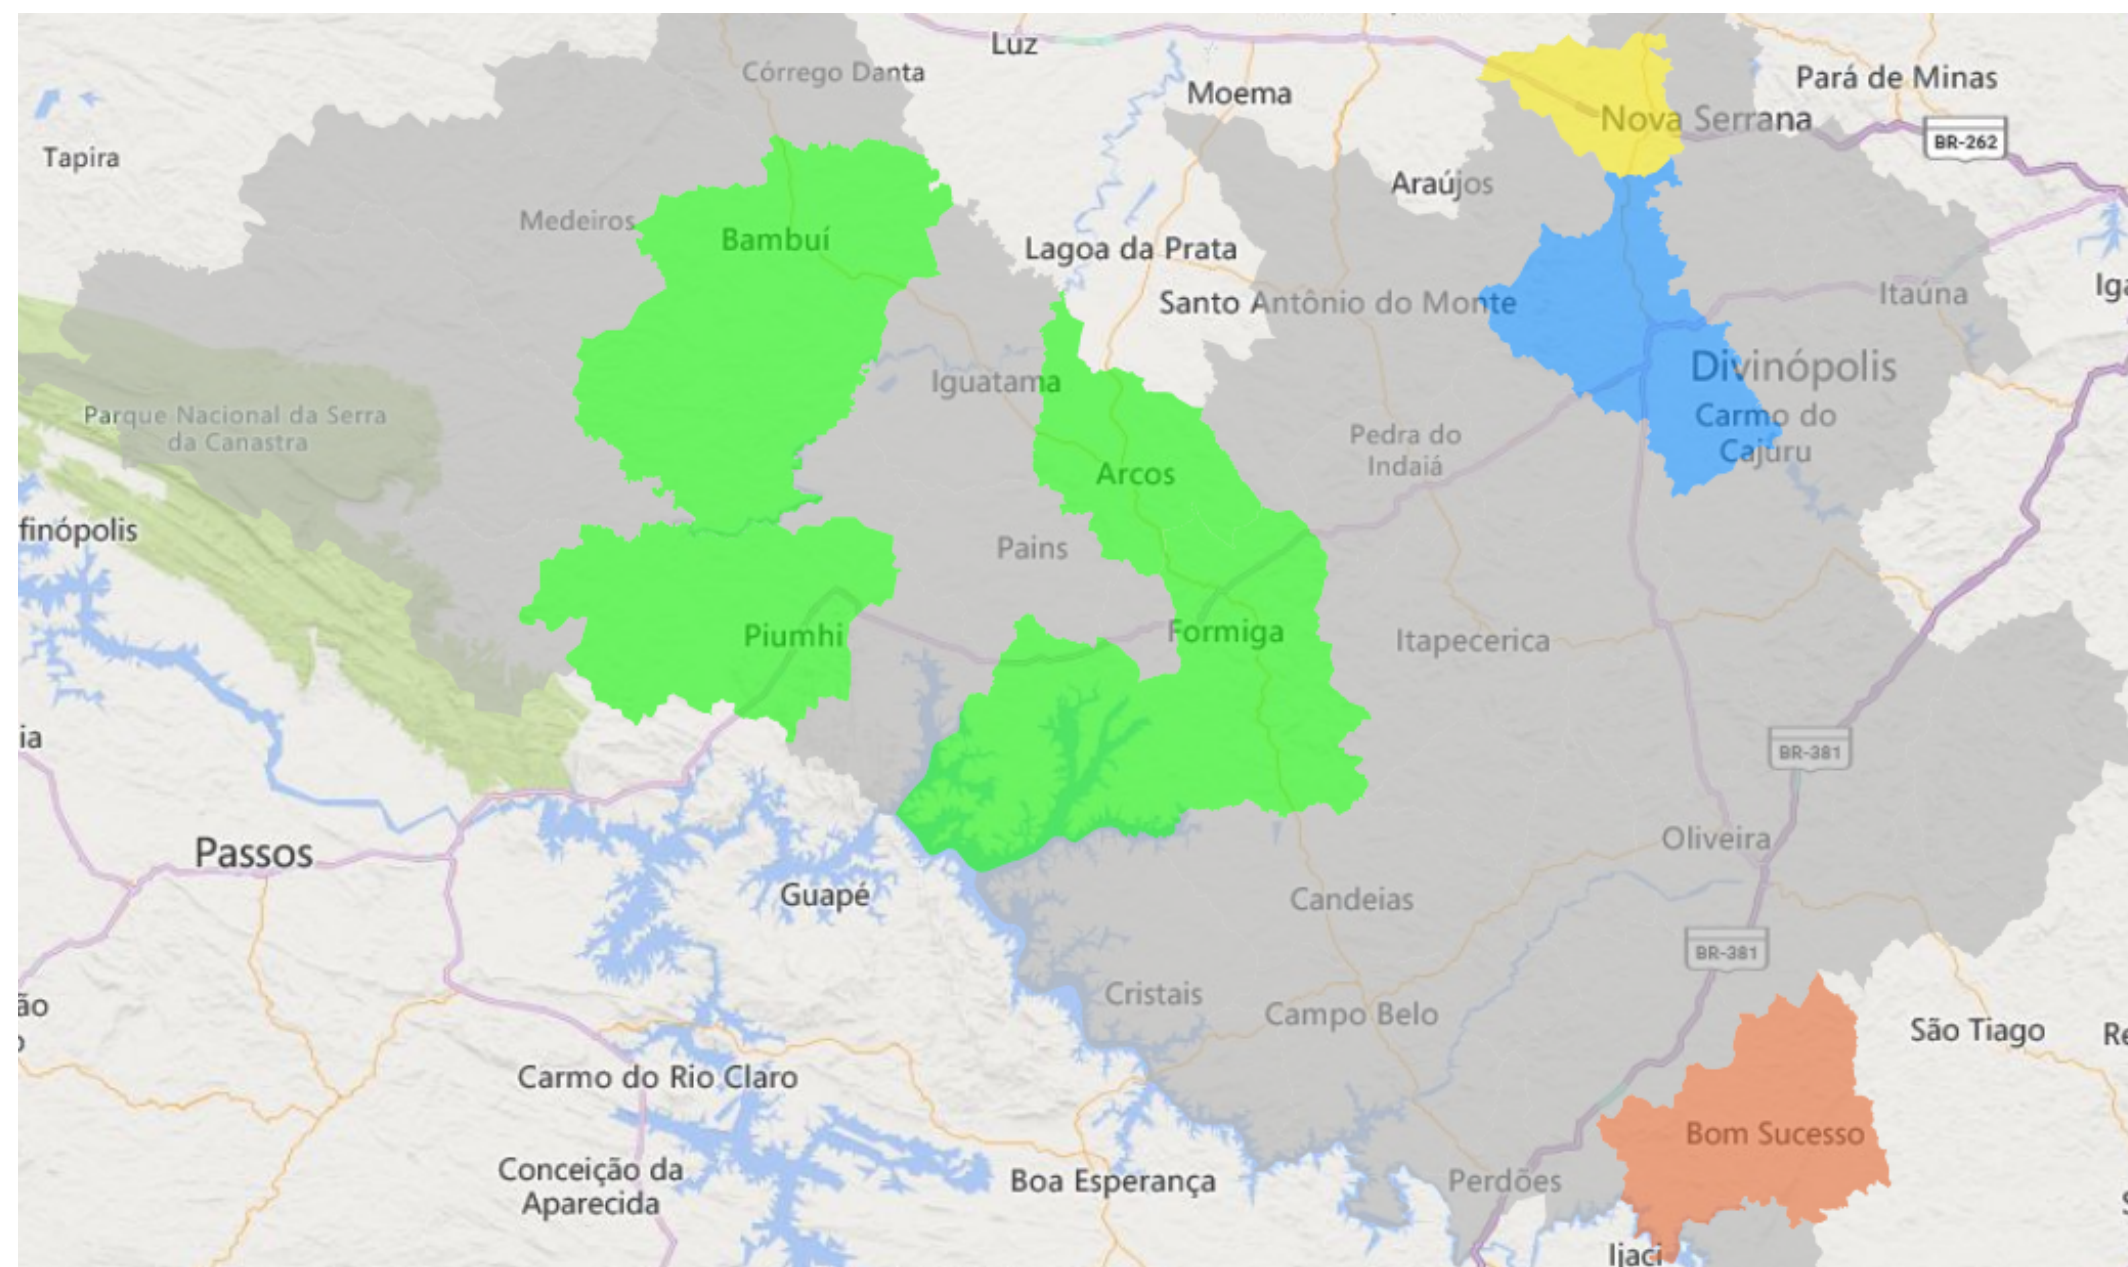 Luz
Córrego Danta
Moema
Pará de Minas
Nova Serrana
BR-262
Tapira
Araújos
Medeiros
Bambuí
Lagoa da Prata
Santo Antônio do Monte
Itaúna
Divinópolis
Iguatama
Parque Nacional da Serra
da Canastra
Carmo do
Cajuru
Pedra do
Indaiá
Arcos
finópolis
Pains
Piumhi
Formiga
Itapecerica
ia
BR-381
Oliveira
Passos
Guapé
Candeias
BR-381
Cristais
Campo Belo
ão
São Tiago
Carmo do Rio Claro
Bom Sucesso
Conceição da
Aparecida
Boa Esperança
Perdões
Ijaci